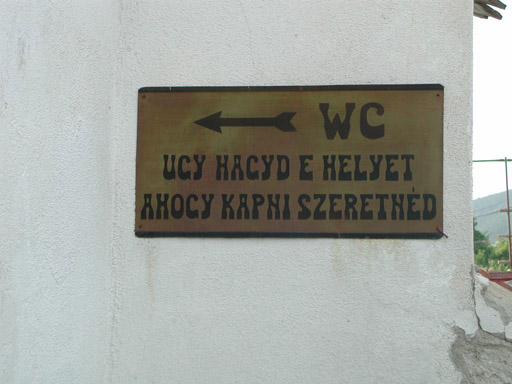 WC
UGY HAGYD E HELYET
AHOGY KAPNI SZERETNÉD